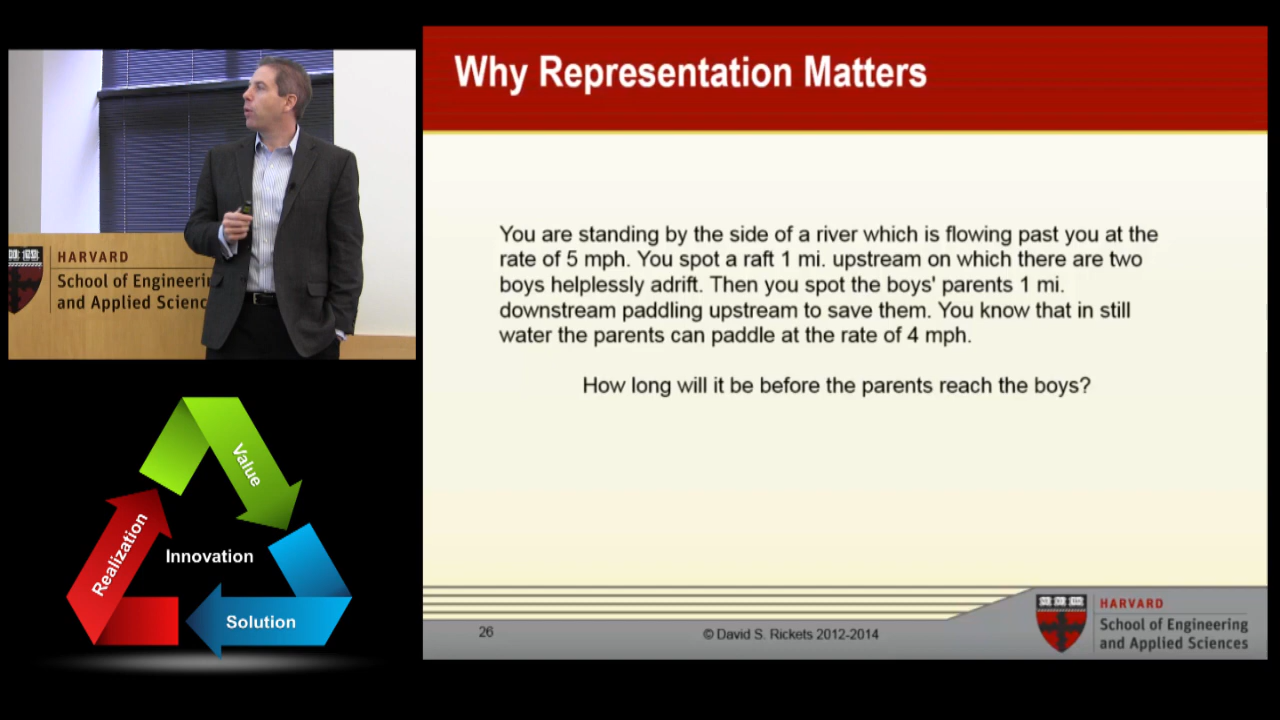 Why Representation Matters
HARVARD
School of Engineerin
and Applied Scienc
You are standing by the side of a river which is flowing past you at the
rate of 5 mph. You spot a raft 1 mi. upstream on which there are two
boys helplessly adrift. Then you spot the boys' parents 1 mi.
downstream paddling upstream to save them. You know that in still
water the parents can paddle at the rate of 4 mph.
How long will it be before the parents reach the boys?
Value
Realization
Innovation
Solution
26
© David S. Rickets 2012-2014
HARVARD
School of Engineering
and Applied Sciences